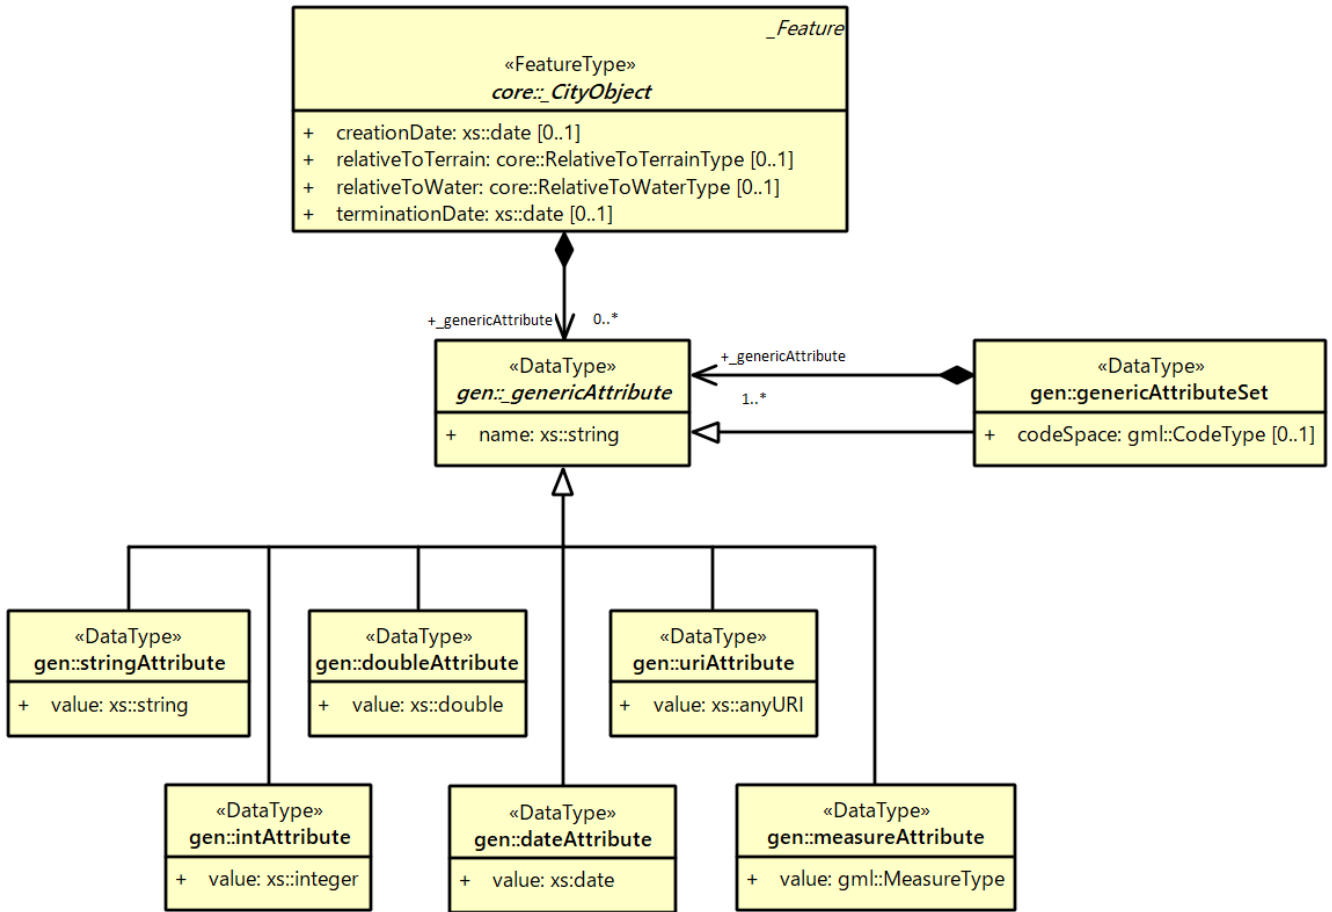 _Feature
«FeatureType»
core::_CityObject
+ creationDate: xs::date [0..1]
+ relativeToTerrain: core::RelativeToTerrainType [0..1]
+ relativeToWater: core::RelativeToWaterType [0..1]
+ terminationDate: xs::date [0..1]
+_genericAttribute 0..*
«DataType»
gen::_genericAttribute
+ name: xs::string
+_genericAttribute
1..*
«DataType»
gen::genericAttributeSet
+ codeSpace: gml::CodeType [0..1]
«DataType»
gen::stringAttribute
+ value: xs::string
«DataType»
gen::doubleAttribute
+ value: xs::double
«DataType»
gen::uriAttribute
+ value: xs::anyURI
«DataType»
gen::intAttribute
+ value: xs::integer
«DataType»
gen::dateAttribute
+ value: xs:date
«DataType»
gen::measureAttribute
+ value: gml::MeasureType